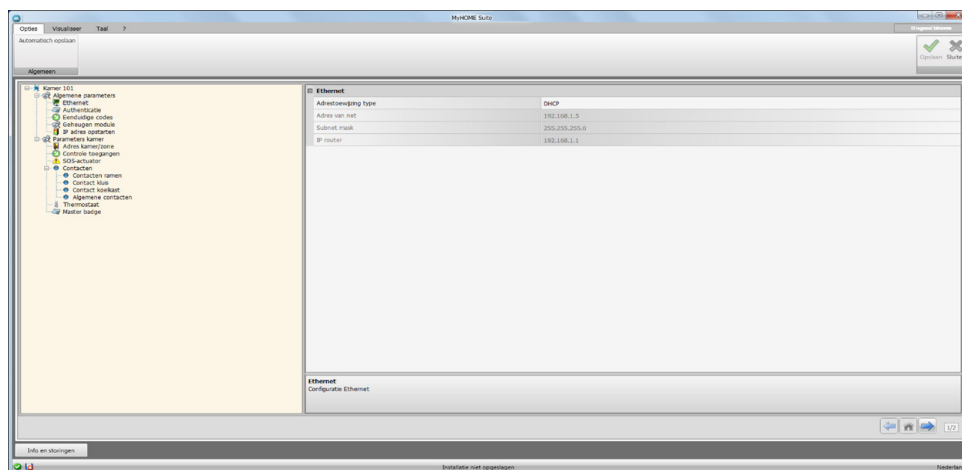 MyHOME Suite
Opties Visualiseer Taal ?
Automatisch opslaan
Opslaan Sluite
Algemeen
Kamer 101
Algemene parameters
Ethernet
Authenticatie
Eenduidige codes
Geheugen module
IP adres opstarten
Parameters kamer
Adres kamer/zone
Controle toegangen
SOS-actuator
Contacten
Contacten ramen
Contact kluis
Contact koelkast
Algemene contacten
Thermostaat
Master badge
Ethernet
Adrestoewijzing type DHCP
Adres van net 192.168.1.5
Subnet mask 255.255.255.0
IP router 192.168.1.1
Ethernet
Configuratie Ethernet
1/2
Info en storingen
Installatie niet opgeslagen
Nederlan